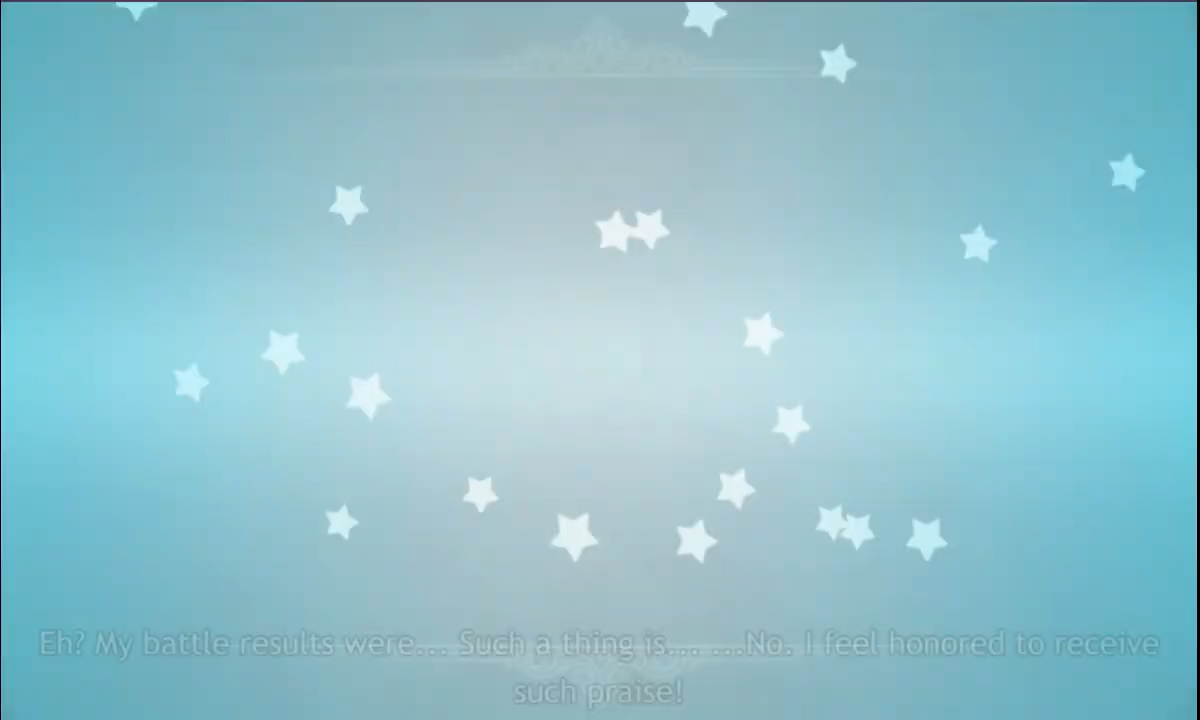 Eh? My battle results were... Such a thing is... ...No. I feel honored to receive
such praise!